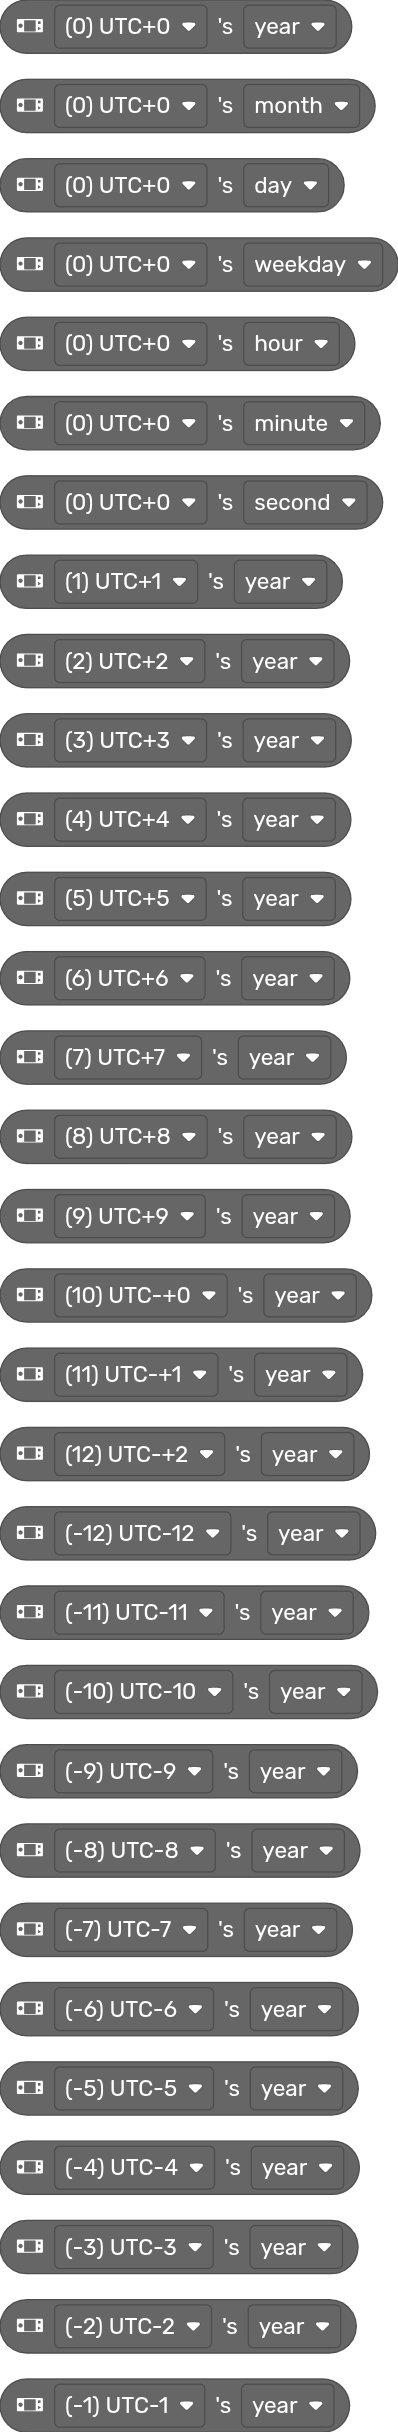 (0) UTC+0 's year
(0) UTC+0 's month
(0) UTC+0 's day
(0) UTC+0 's weekday
(0) UTC+0 's hour
(0) UTC+0 's minute
(0) UTC+0 's second
(1) UTC+1 's year
(2) UTC+2 's year
(3) UTC+3 's year
(4) UTC+4 's year
(5) UTC+5 's year
(6) UTC+6 's year
(7) UTC+7 's year
(8) UTC+8 's year
(9) UTC+9 's year
(10) UTC-+0 's year
(11) UTC-+1 's year
(12) UTC-+2 's year
(-12) UTC-12 's year
(-11) UTC-11 's year
(-10) UTC-10 's year
(-9) UTC-9 's year
(-8) UTC-8 's year
(-7) UTC-7 's year
(-6) UTC-6 's year
(-5) UTC-5 's year
(-4) UTC-4 's year
(-3) UTC-3 's year
(-2) UTC-2 's year
(-1) UTC-1 's year